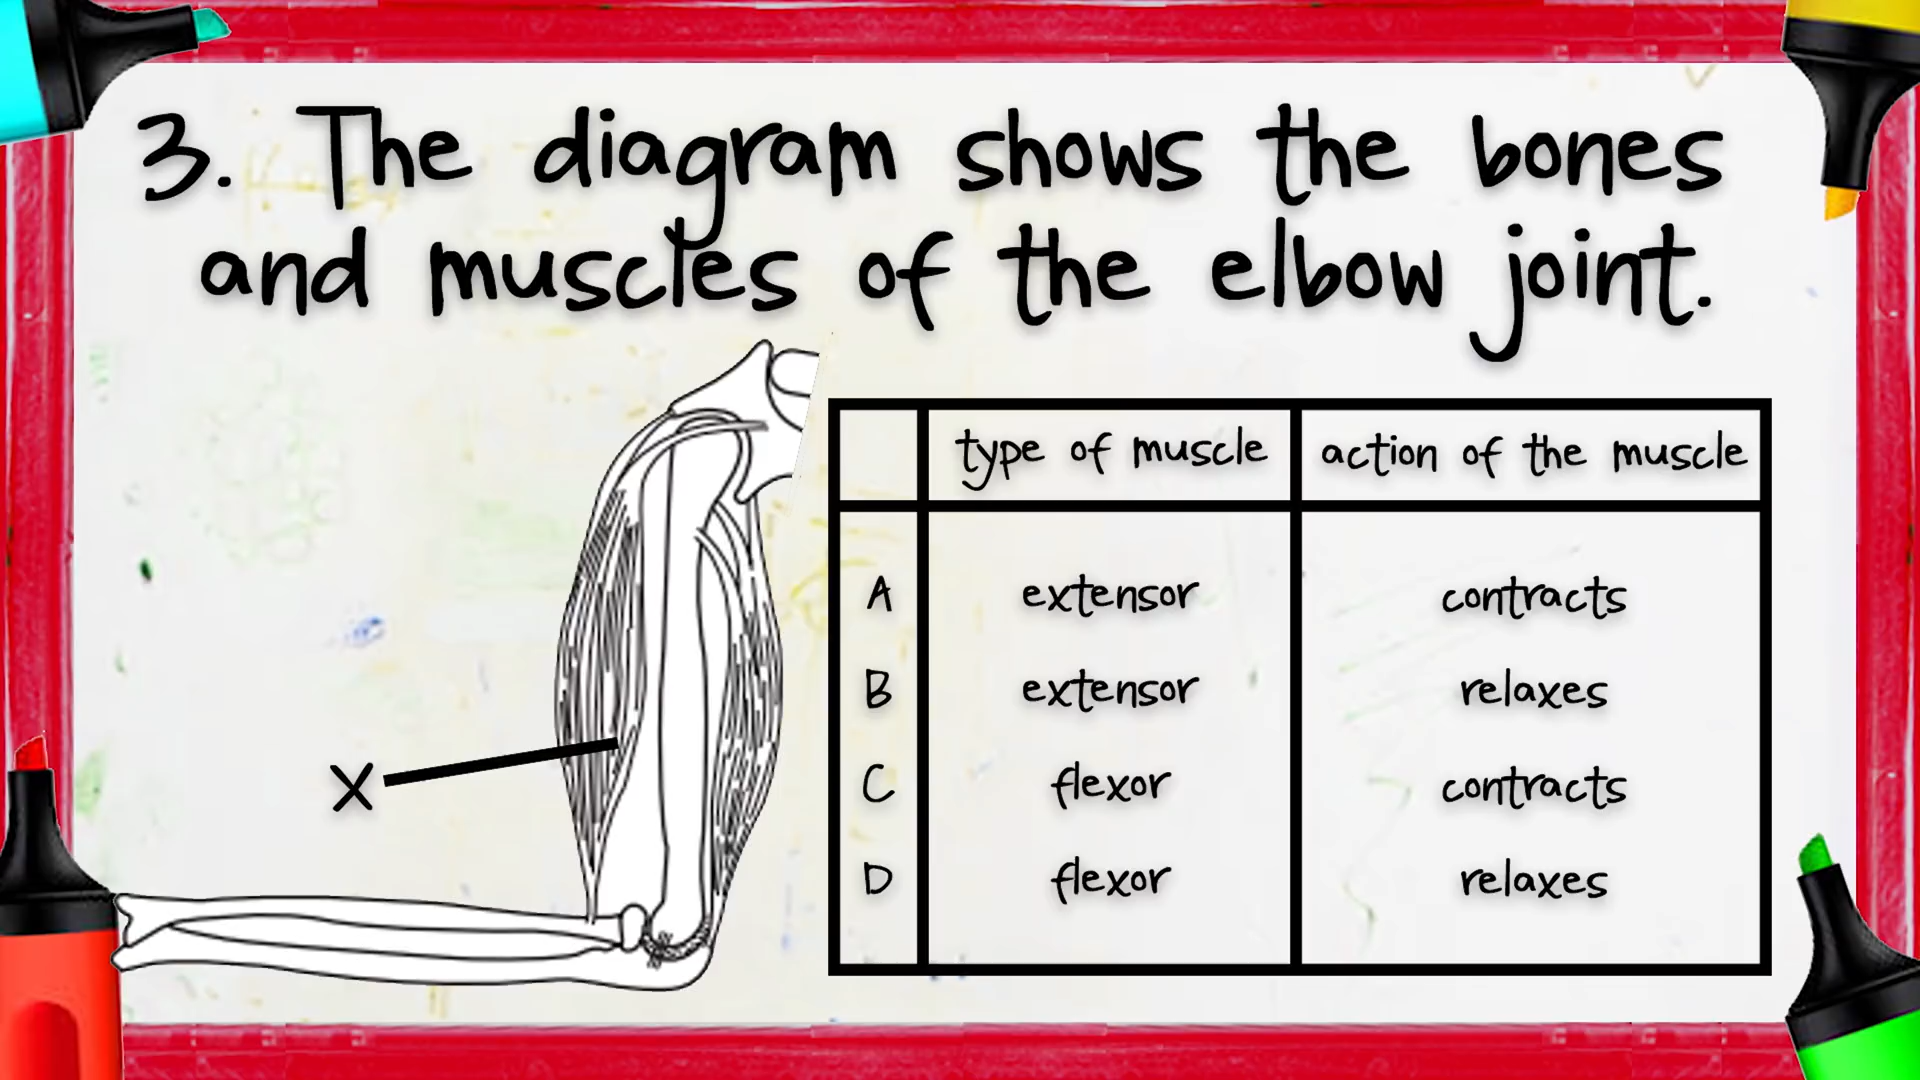 3. The diagram shows the bones
and muscles of the elbow joint.
type of muscle action of the muscle
A extensor contracts
B extensor relaxes
C flexor contracts
D flexor relaxes
X